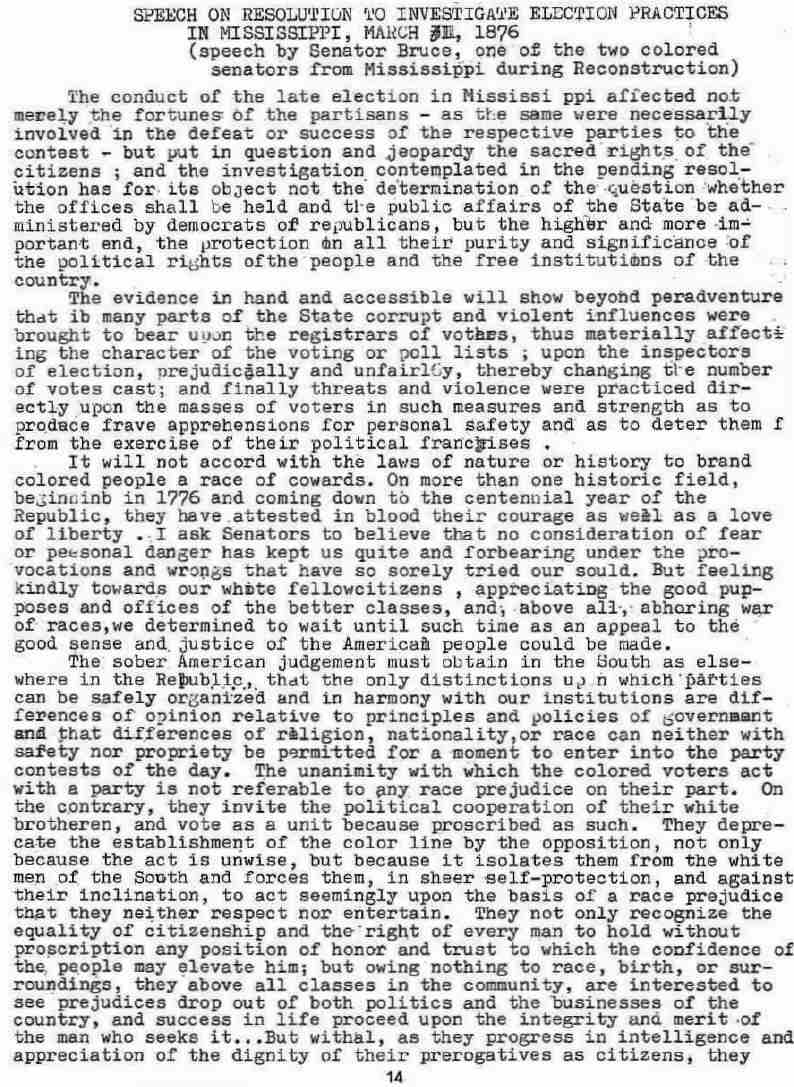 SPEECH ON RESOLUTION TO INVESTIGATE ELECTION PRACTICES
IN MISSISSIPPI, MARCH 31, 1876
(speech by Senator Bruce, one of the two colored
senators from Mississippi during Reconstruction)
The conduct of the late election in Mississi ppi affected not
merely the fortunes of the partisans - as the same were necessarily
involved in the defeat or success of the respective parties to the
contest - but put in question and jeopardy the sacred rights of the
citizens ; and the investigation contemplated in the pending resol-
ution has for its object not the determination of the question whether
the offices shall be held and the public affairs of the State be ad-
ministered by democrats of republicans, but the higher and more im-
portant end, the protection in all their purity and significance of
the political rights ofthe people and the free institutions of the
country.
The evidence in hand and accessible will show beyond peradventure
that ib many parts of the State corrupt and violent influences were
brought to bear upon the registrars of voters, thus materially affecti
ing the character of the voting or poll lists ; upon the inspectors
of election, prejudicially and unfairly, thereby changing the number
of votes cast; and finally threats and violence were practiced dir-
ectly upon the masses of voters in such measures and strength as to
produce frave apprehensions for personal safety and as to deter them f
from the exercise of their political franchises .
It will not accord with the laws of nature or history to brand
colored people a race of cowards. On more than one historic field,
beginninb in 1776 and coming down to the centennial year of the
Republic, they have attested in blood their courage as well as a love
of liberty . I ask Senators to believe that no consideration of fear
or personal danger has kept us quite and forbearing under the pro-
vocations and wrongs that have so sorely tried our sould. But feeling
kindly towards our white fellowcitizens , appreciating the good pup-
poses and offices of the better classes, and, above all, abhoring war
of races,we determined to wait until such time as an appeal to the
good sense and justice of the American people could be made.
The sober American judgement must obtain in the South as else-
where in the Republic, that the only distinctions up n which parties
can be safely organized and in harmony with our institutions are dif-
ferences of opinion relative to principles and policies of government
and that differences of religion, nationality,or race can neither with
safety nor propriety be permitted for a moment to enter into the party
contests of the day. The unanimity with which the colored voters act
with a party is not referable to any race prejudice on their part. On
the contrary, they invite the political cooperation of their white
brotheren, and vote as a unit because proscribed as such. They depre-
cate the establishment of the color line by the opposition, not only
because the act is unwise, but because it isolates them from the white
men of the South and forces them, in sheer self-protection, and against
their inclination, to act seemingly upon the basis of a race prejudice
that they neither respect nor entertain. They not only recognize the
equality of citizenship and the right of every man to hold without
proscription any position of honor and trust to which the confidence of
the people may elevate him; but owing nothing to race, birth, or sur-
roundings, they above all classes in the community, are interested to
see prejudices drop out of both politics and the businesses of the
country, and success in life proceed upon the integrity and merit of
the man who seeks it...But withal, as they progress in intelligence and
appreciation of the dignity of their prerogatives as citizens, they
14